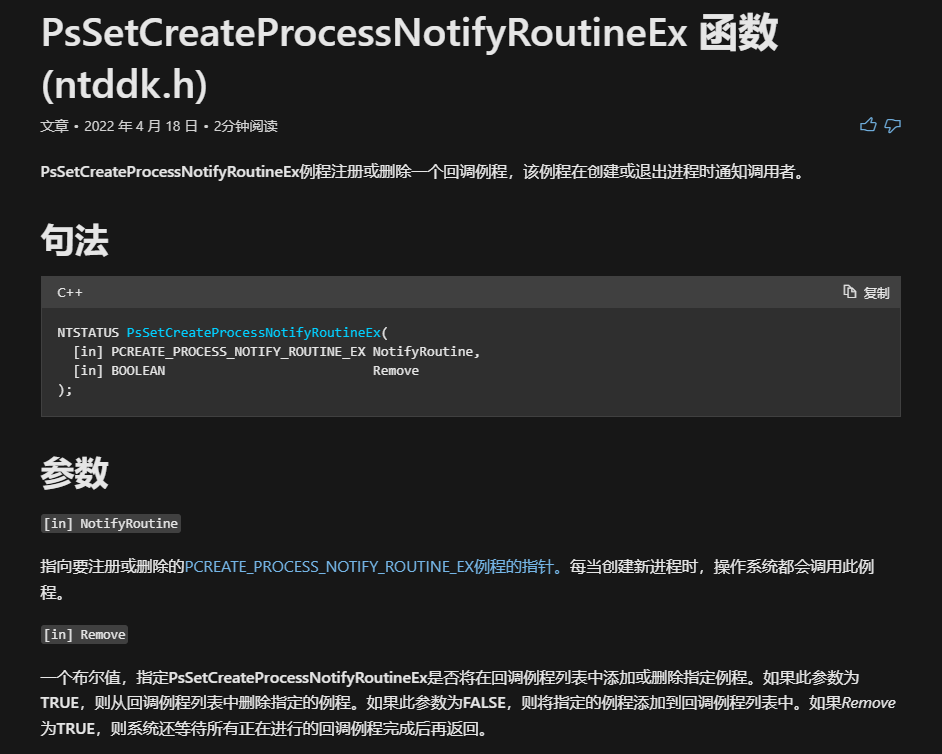 PsSetCreateProcessNotifyRoutineEx 函数
(ntddk.h)
文章 • 2022 年 4 月 18 日 • 2分钟阅读
PsSetCreateProcessNotifyRoutineEx例程注册或删除一个回调例程，该例程在创建或退出进程时通知调用者。
句法
C++ 复制
NTSTATUS PsSetCreateProcessNotifyRoutineEx(
[in] PCREATE_PROCESS_NOTIFY_ROUTINE_EX NotifyRoutine,
[in] BOOLEAN Remove
);
参数
[in] NotifyRoutine
指向要注册或删除的PCREATE_PROCESS_NOTIFY_ROUTINE_EX例程的指针。每当创建新进程时，操作系统都会调用此例
程。
[in] Remove
一个布尔值，指定PsSetCreateProcessNotifyRoutineEx是否将在回调例程列表中添加或删除指定例程。如果此参数为
TRUE，则从回调例程列表中删除指定的例程。如果此参数为FALSE，则将指定的例程添加到回调例程列表中。如果Remove
为TRUE，则系统还等待所有正在进行的回调例程完成后再返回。